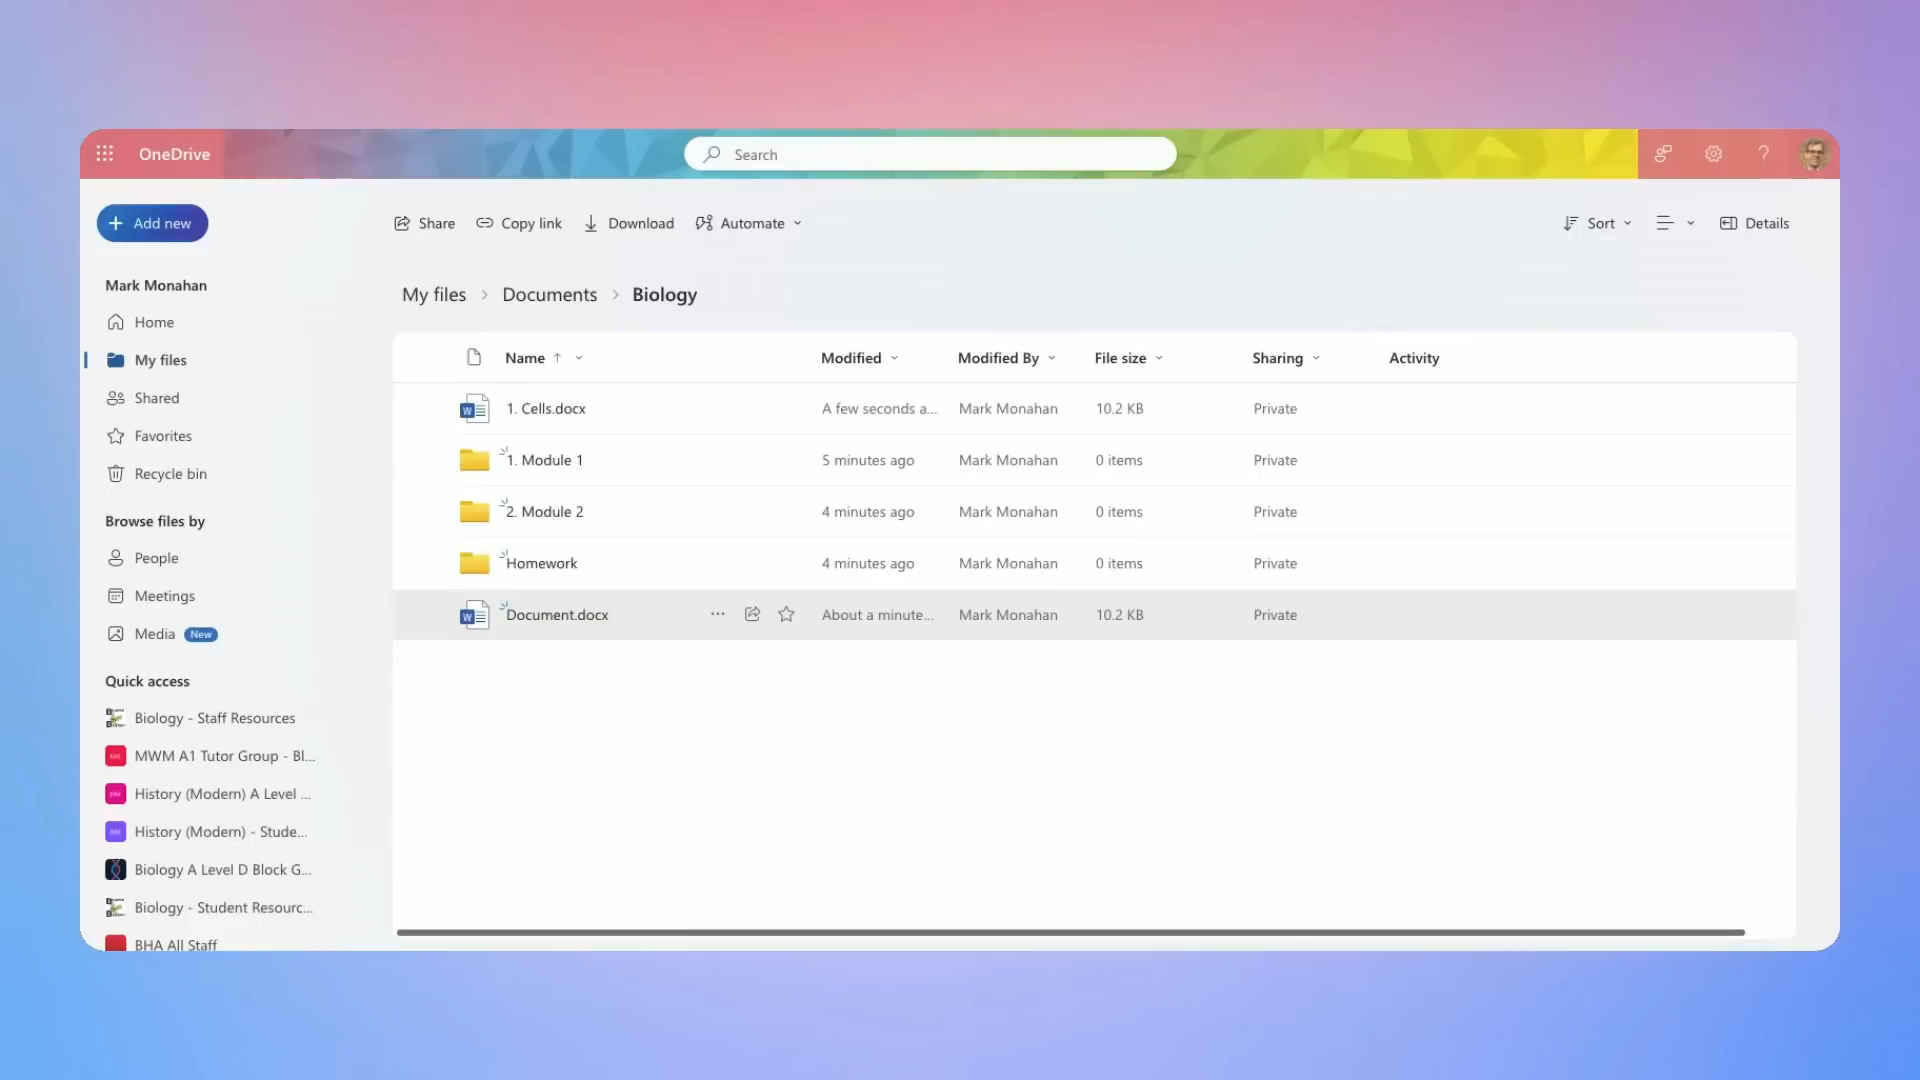 OneDrive
Search
Add new
Share
Copy link
Download
Automate
Sort
Details
Mark Monahan
Home
My files
Shared
Favorites
Recycle bin
Browse files by
People
Meetings
Media New
Quick access
Biology - Staff Resources
MWM A1 Tutor Group - Bl...
History (Modern) A Level ...
History (Modern) - Stude...
Biology A Level D Block G...
Biology - Student Resourc...
BHA All Staff
My files > Documents > Biology
Name Modified Modified By File size Sharing Activity
1. Cells.docx A few seconds a... Mark Monahan 10.2 KB Private
1. Module 1 5 minutes ago Mark Monahan 0 items Private
2. Module 2 4 minutes ago Mark Monahan 0 items Private
Homework 4 minutes ago Mark Monahan 0 items Private
Document.docx About a minute... Mark Monahan 10.2 KB Private